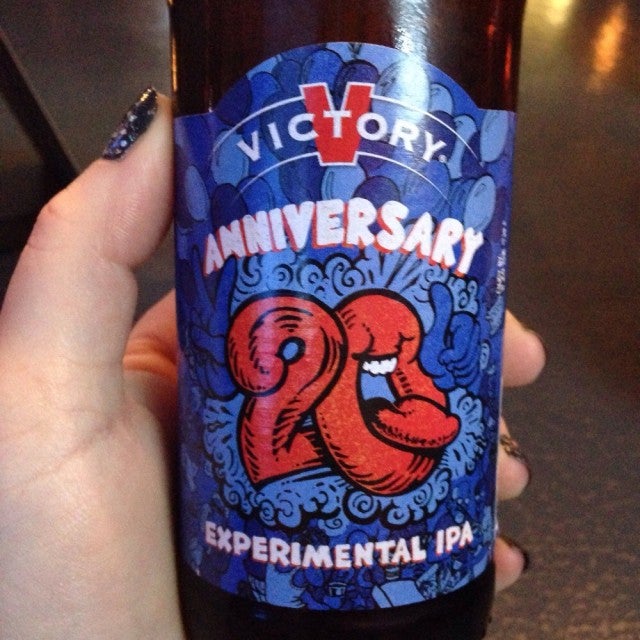 V
VICTORY
ANNIVERSARY
20
EXPERIMENTAL IPA